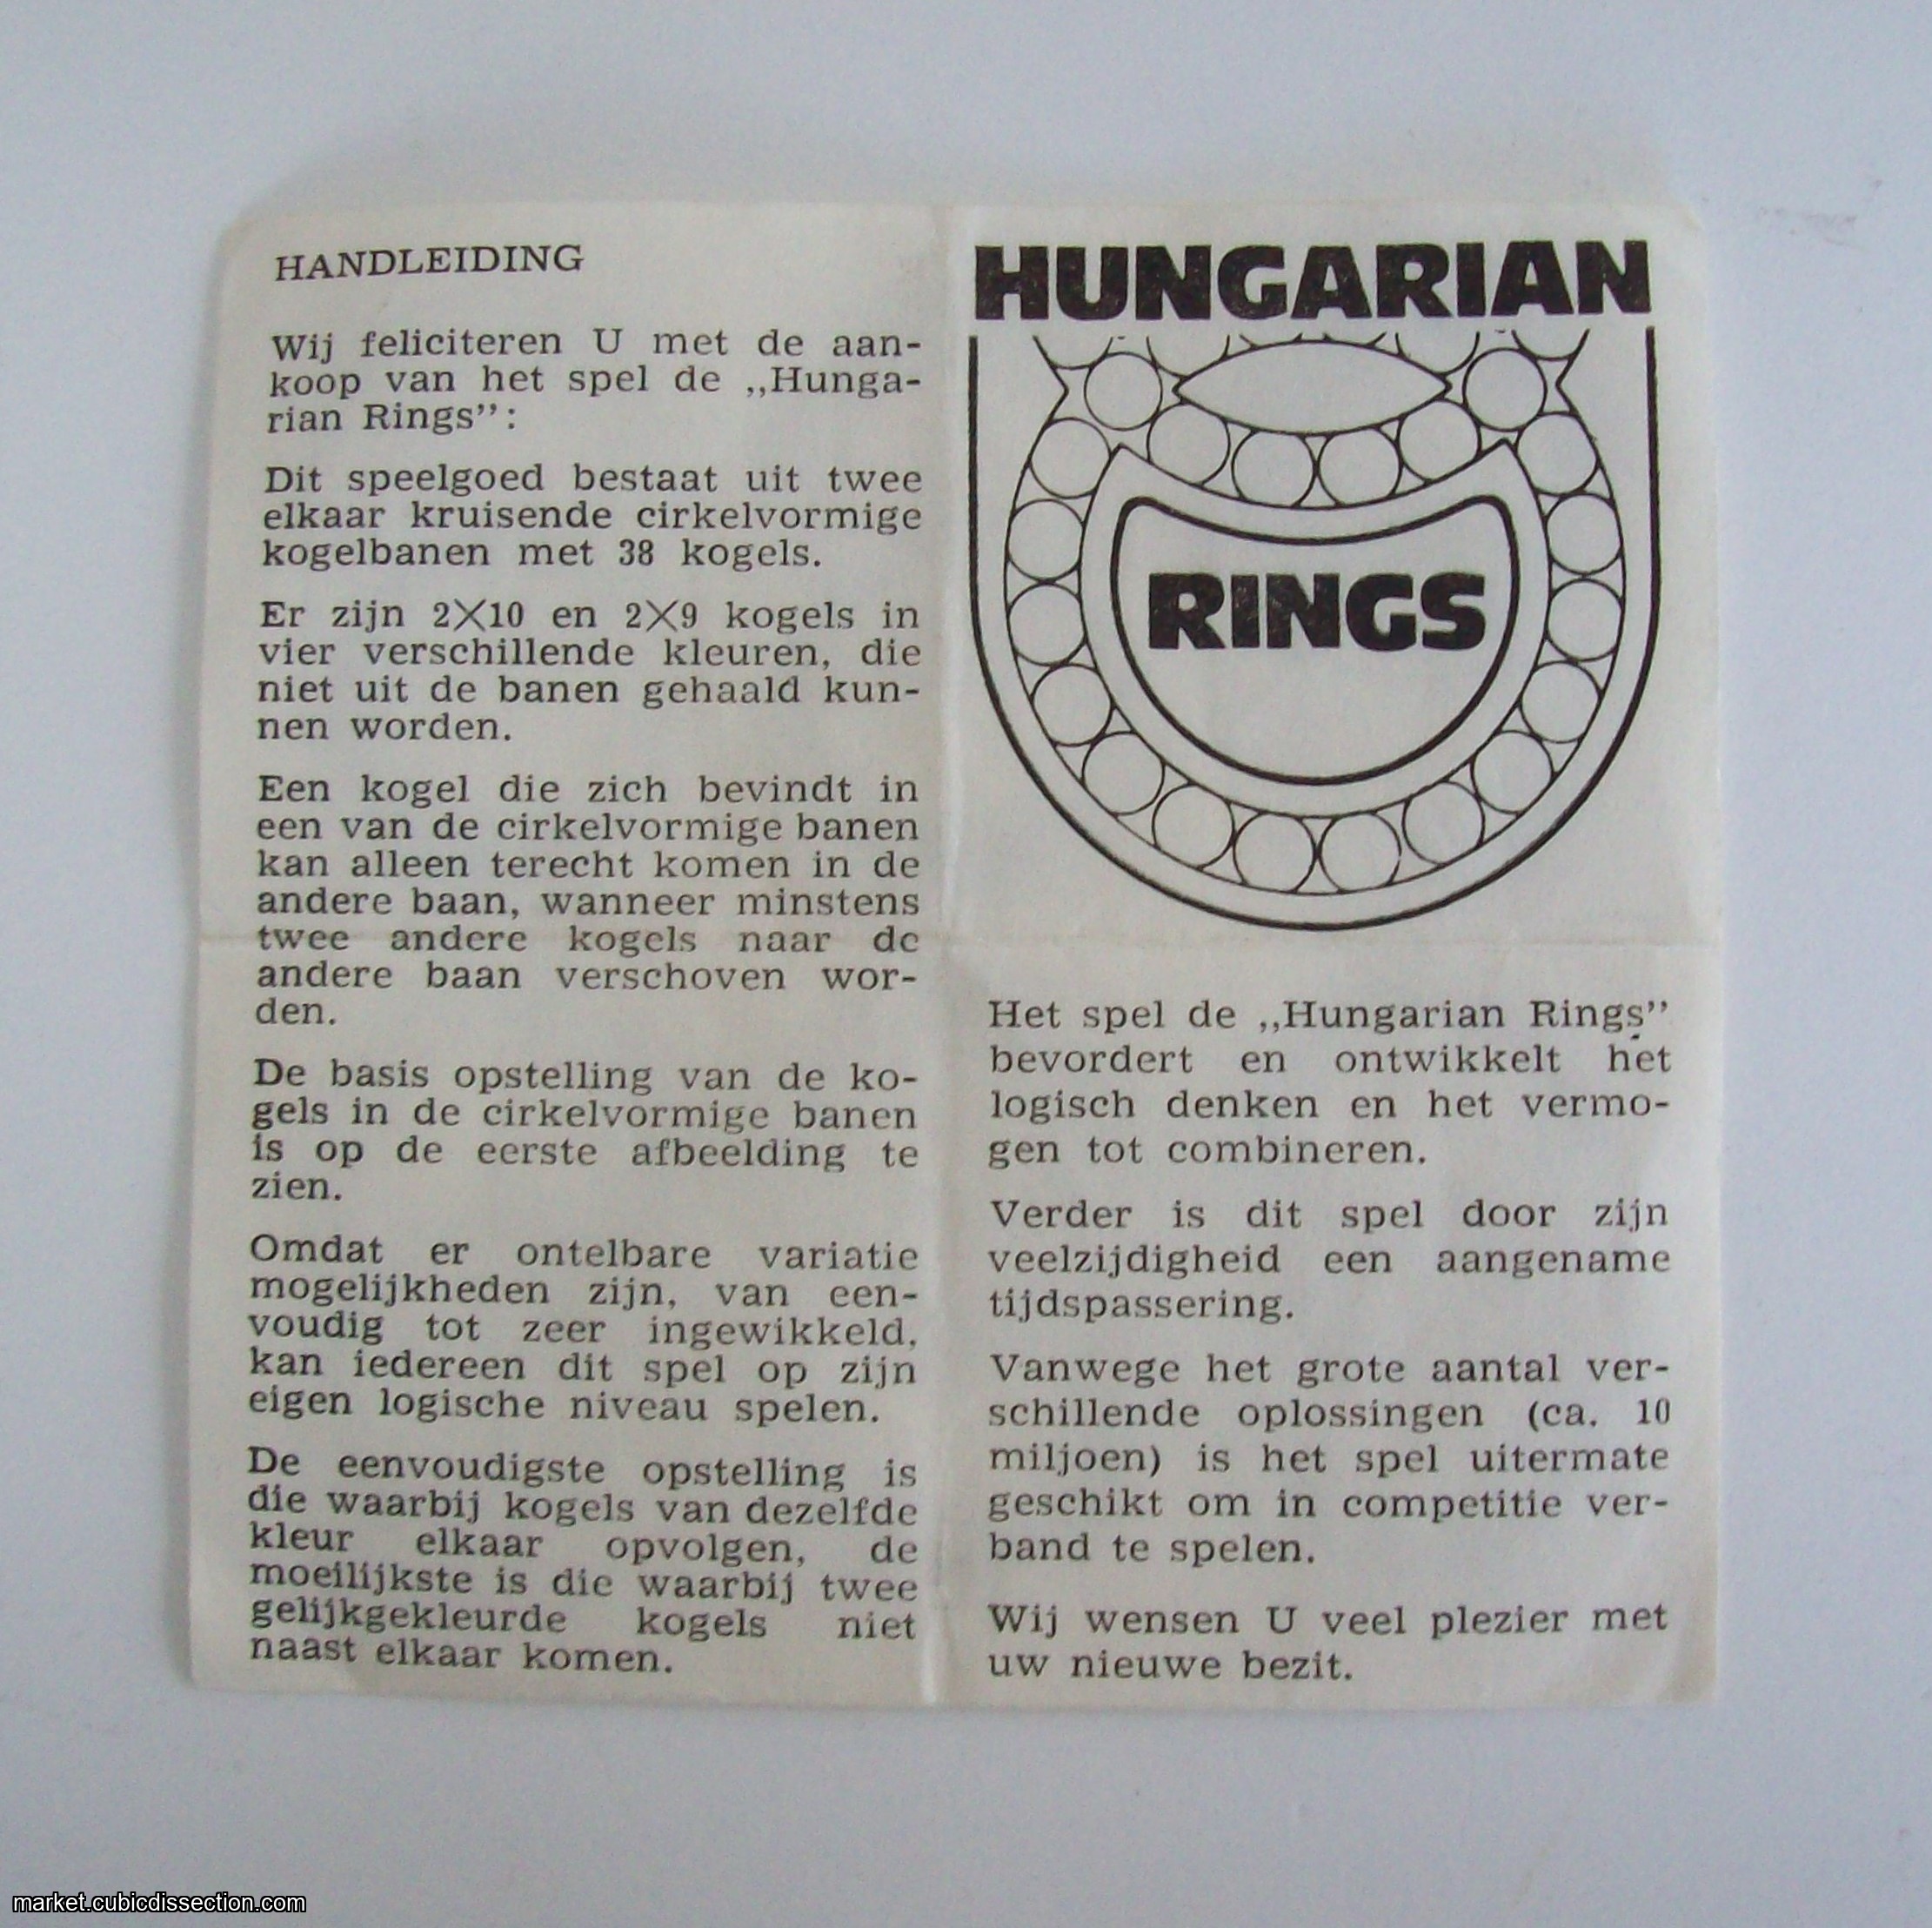 HANDLEIDING
Wij feliciteren U met de aan-
koop van het spel de ,,Hunga-
rian Rings":
Dit speelgoed bestaat uit twee
elkaar kruisende cirkelvormige
kogelbanen met 38 kogels.
Er zijn 2X10 en 2X9 kogels in
vier verschillende kleuren, die
niet uit de banen gehaald kun-
nen worden.
Een kogel die zich bevindt in
een van de cirkelvormige banen
kan alleen terecht komen in de
andere baan, wanneer minstens
twee andere kogels naar de
andere baan verschoven wor-
den.
De basis opstelling van de ko-
gels in de cirkelvormige banen
is op de eerste afbeelding te
zien.
Omdat er ontelbare variatie
mogelijkheden zijn, van een-
voudig tot zeer ingewikkeld,
kan iedereen dit spel op zijn
eigen logische niveau spelen.
De eenvoudigste opstelling is
die waarbij kogels van dezelfde
kleur elkaar opvolgen, de
moeilijkste is die waarbij twee
gelijkgekleurde kogels niet
naast elkaar komen.
HUNGARIAN
RINGS
Het spel de ,,Hungarian Rings"
bevordert en ontwikkelt het
logisch denken en het vermo-
gen tot combineren.
Verder is dit spel door zijn
veelzijdigheid een aangename
tijdspassering.
Vanwege het grote aantal ver-
schillende oplossingen (ca. 10
miljoen) is het spel uitermate
geschikt om in competitie ver-
band te spelen.
Wij wensen U veel plezier met
uw nieuwe bezit.
market.cubicdissection.com